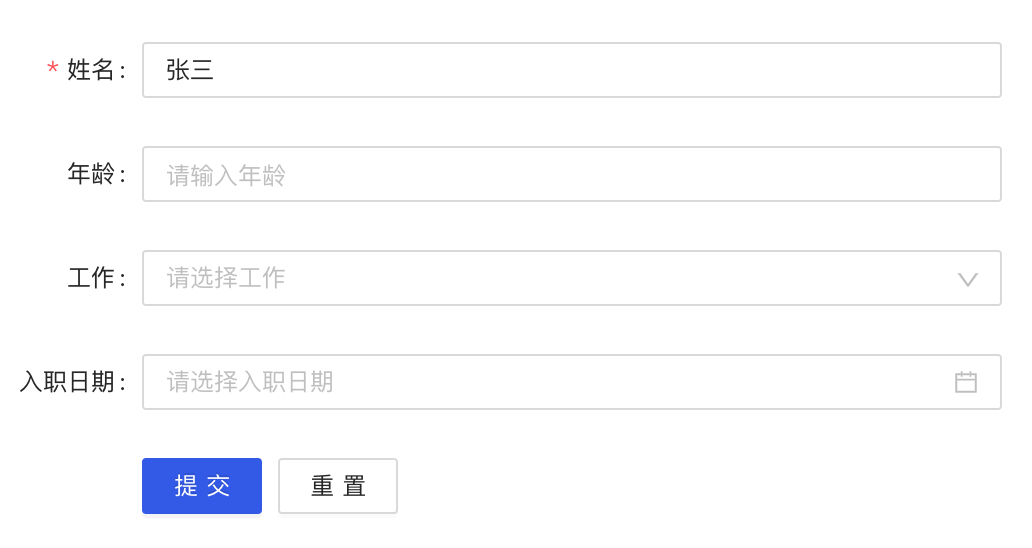 * 姓名: 张三
年龄: 请输入年龄
工作: 请选择工作
入职日期: 请选择入职日期
提 交 重 置